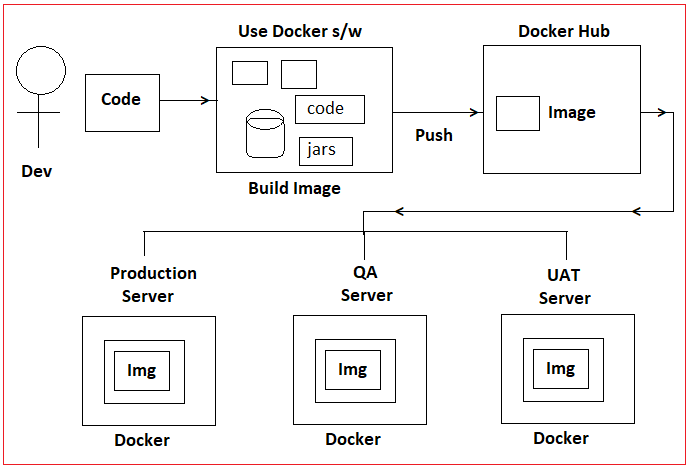 Use Docker s/w
Docker Hub
Code
code
jars
Image
Push
Dev
Build Image
Production
Server
QA
Server
UAT
Server
Img
Img
Img
Docker
Docker
Docker